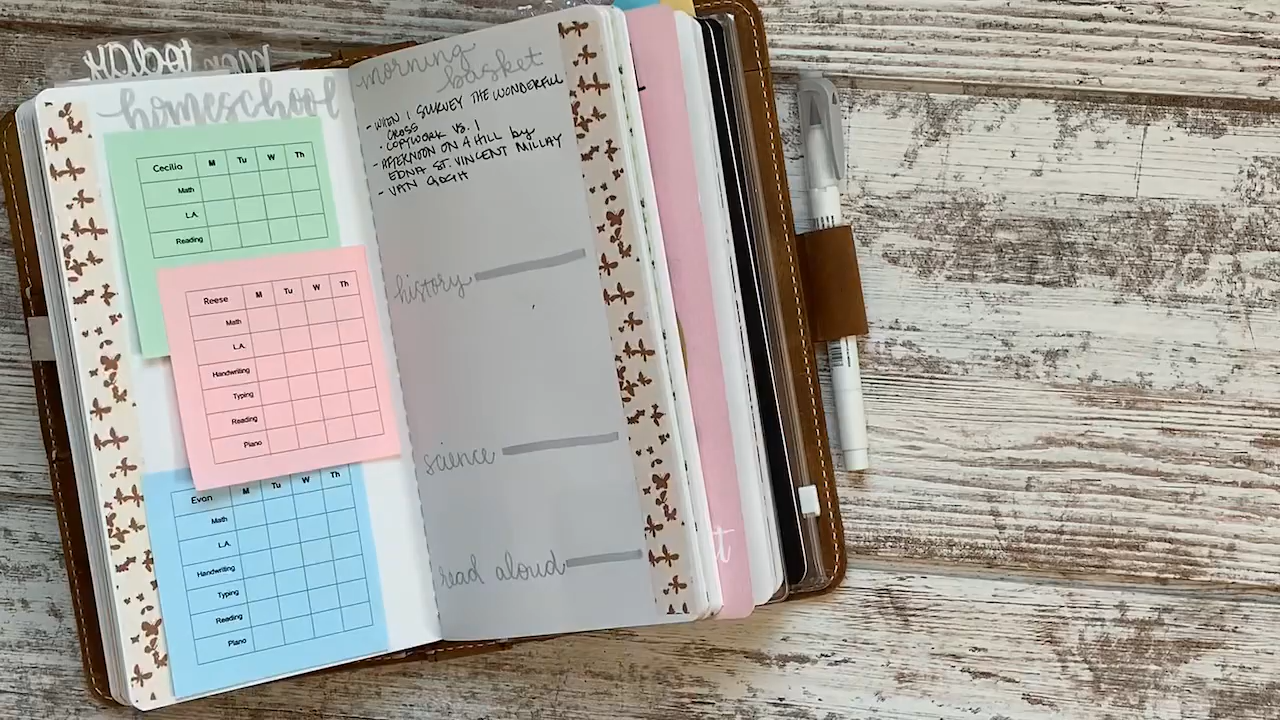 today
homeschool
Cecilia M Tu W Th
Math
L.A.
Reading
Reese M Tu W Th
Math
L.A.
Handwriting
Typing
Reading
Piano
Evan M Tu W Th
Math
L.A.
Handwriting
Typing
Reading
Piano
morning
basket
- WHEN I SURVEY THE WONDERFUL
CROSS
• COPYWORK VS. 1
- AFTERNOON ON A HILL by
EDNA ST. VINCENT MILLAY
- VAN GOGH
history
science
read aloud